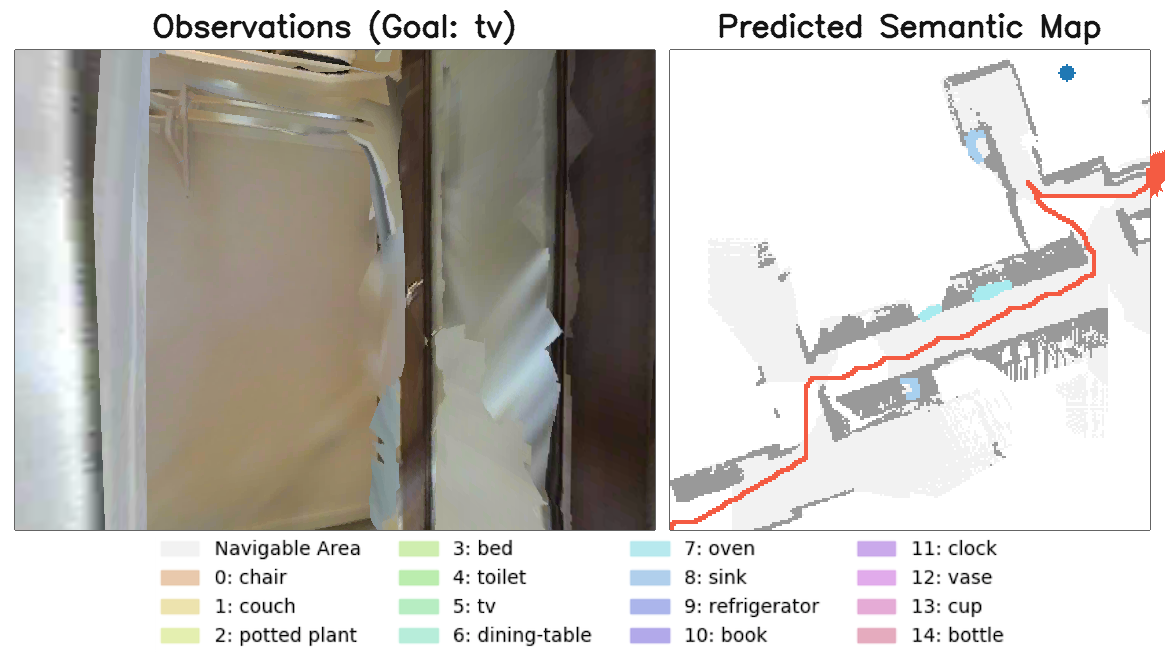 Observations (Goal: tv)
Predicted Semantic Map
Navigable Area
0: chair
1: couch
2: potted plant
3: bed
4: toilet
5: tv
6: dining-table
7: oven
8: sink
9: refrigerator
10: book
11: clock
12: vase
13: cup
14: bottle